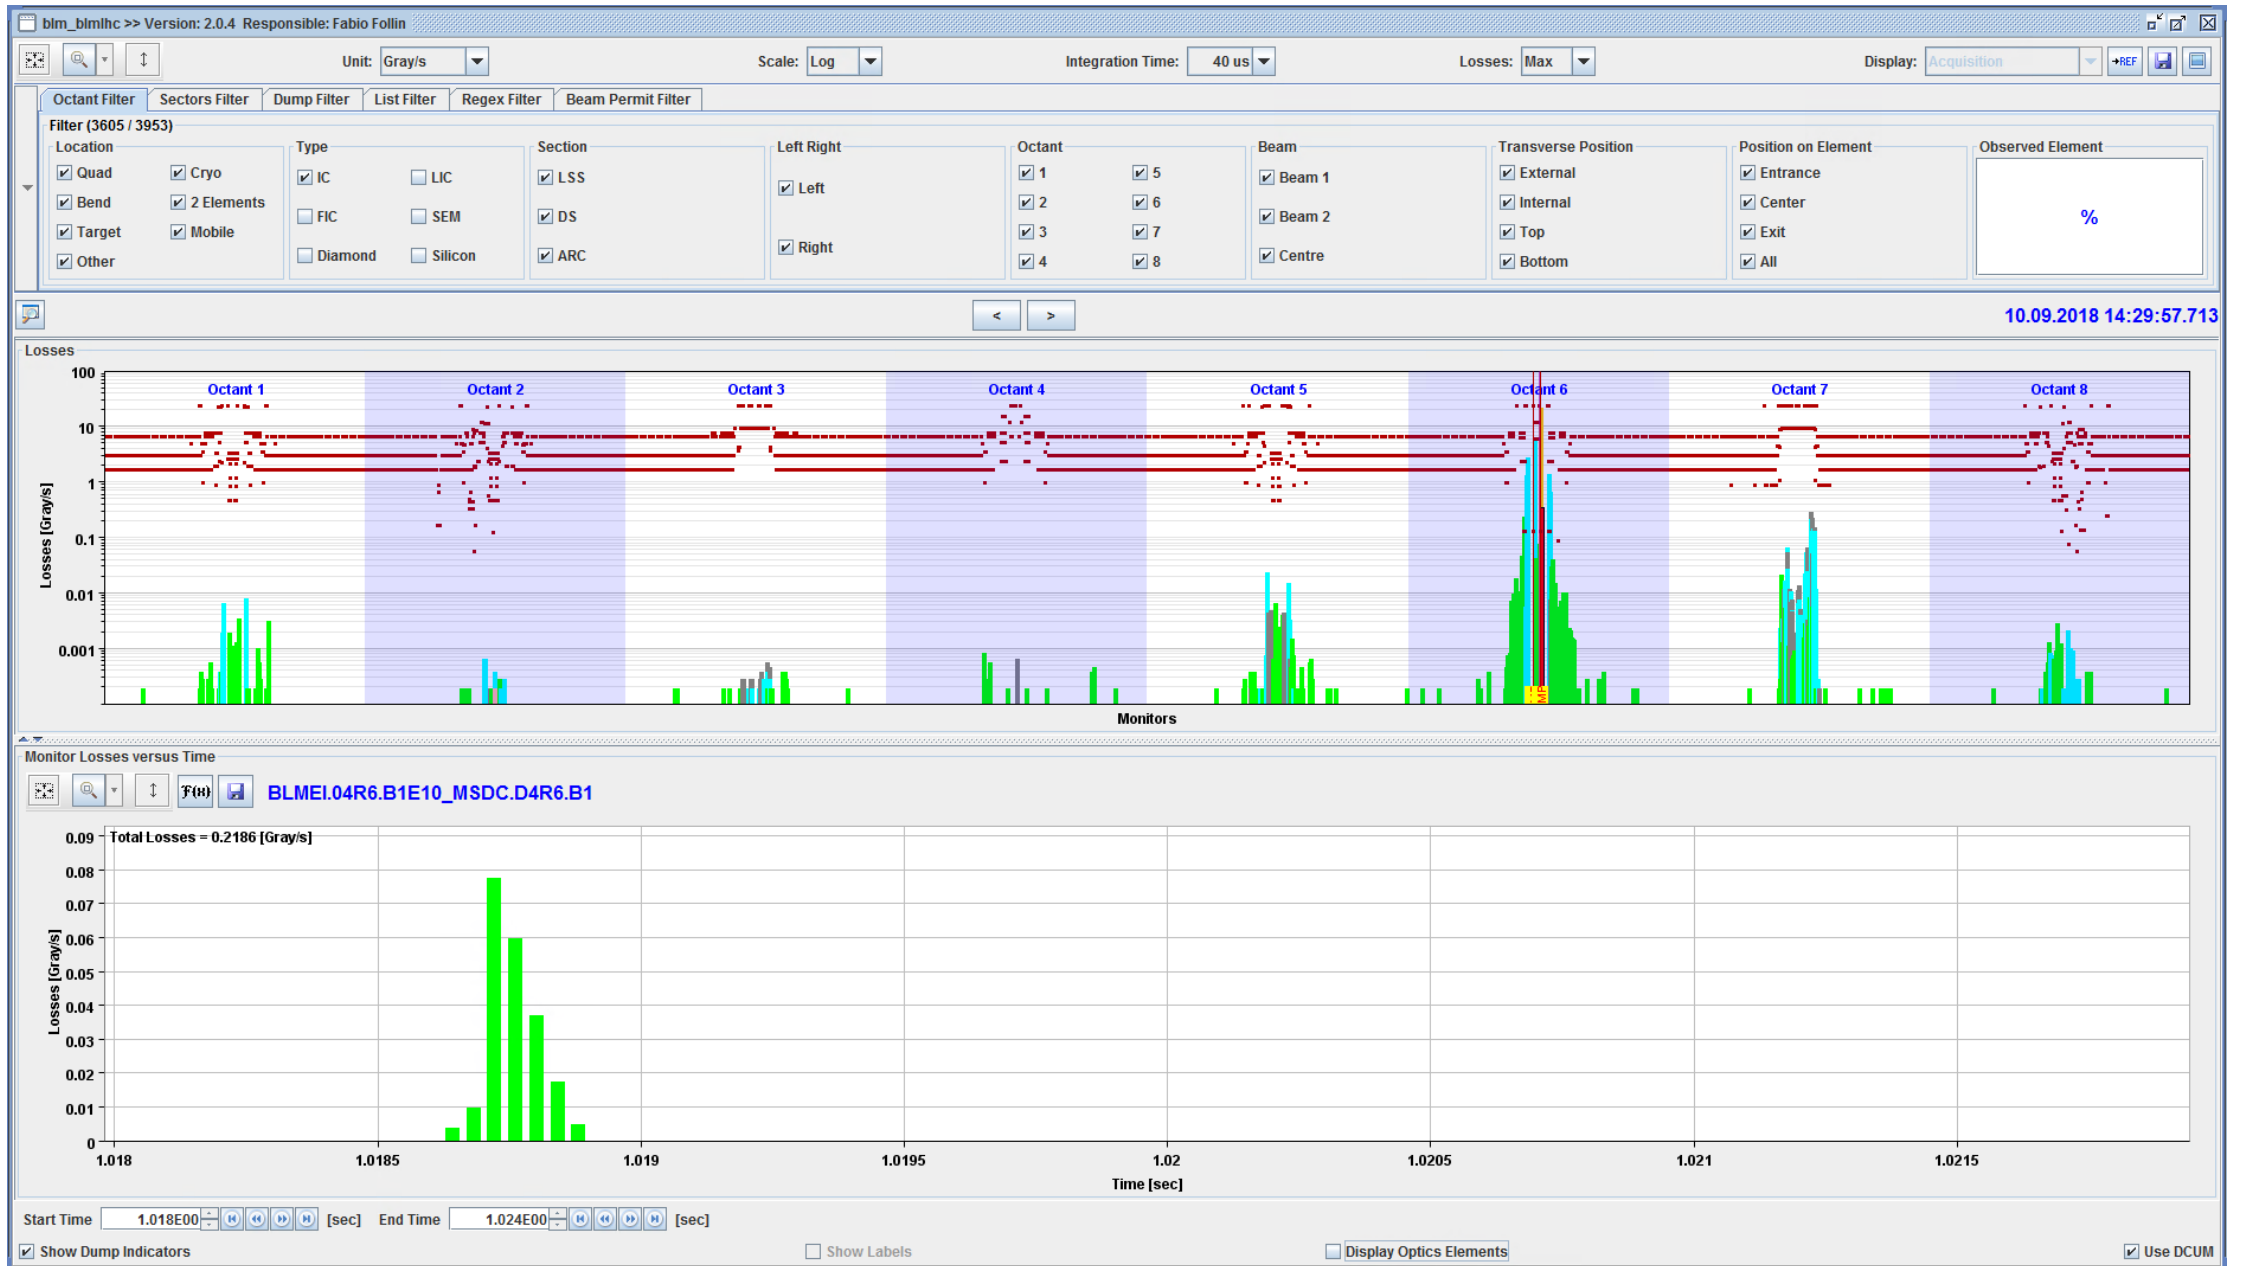 blm_blmlhc >> Version: 2.0.4 Responsible: Fabio Follin
Unit: Gray/s Scale: Log Integration Time: 40 us Losses: Max Display: Acquisition →REF
Octant Filter Sectors Filter Dump Filter List Filter Regex Filter Beam Permit Filter
Filter (3605 / 3953)
Location Type Section Left Right Octant Beam Transverse Position Position on Element Observed Element
Quad Cryo IC LIC LSS Left 1 5 Beam 1 External Entrance
Bend 2 Elements FIC SEM DS 2 6 Beam 2 Internal Center %
Target Mobile 3 7 Top Exit
Other Diamond Silicon ARC Right 4 8 Centre Bottom All
< >
10.09.2018 14:29:57.713
Losses
Octant 1 Octant 2 Octant 3 Octant 4 Octant 5 Octant 6 Octant 7 Octant 8
100
10
1
0.1
0.01
0.001
Losses [Gray/s]
Monitors
Monitor Losses versus Time
F(x) BLMEI.04R6.B1E10_MSDC.D4R6.B1
Total Losses = 0.2186 [Gray/s]
0.09
0.08
0.07
0.06
0.05
0.04
0.03
0.02
0.01
0
Losses [Gray/s]
1.018 1.0185 1.019 1.0195 1.02 1.0205 1.021 1.0215
Time [sec]
Start Time 1.018E00 [sec] End Time 1.024E00 [sec]
Show Dump Indicators Show Labels Display Optics Elements Use DCUM